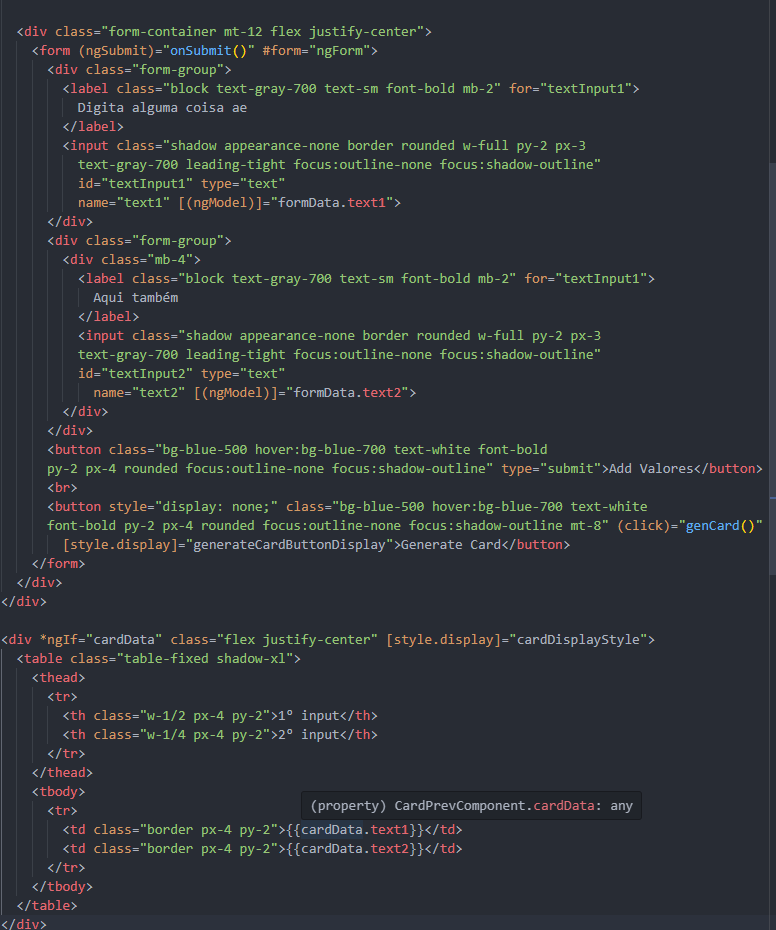 <div class="form-container mt-12 flex justify-center">
<form (ngSubmit)="onSubmit()" #form="ngForm">
<div class="form-group">
<label class="block text-gray-700 text-sm font-bold mb-2" for="textInput1">
Digita alguma coisa ae
</label>
<input class="shadow appearance-none border rounded w-full py-2 px-3
text-gray-700 leading-tight focus:outline-none focus:shadow-outline"
id="textInput1" type="text"
name="text1" [(ngModel)]="formData.text1">
</div>
<div class="form-group">
<div class="mb-4">
<label class="block text-gray-700 text-sm font-bold mb-2" for="textInput1">
Aqui também
</label>
<input class="shadow appearance-none border rounded w-full py-2 px-3
text-gray-700 leading-tight focus:outline-none focus:shadow-outline"
id="textInput2" type="text"
name="text2" [(ngModel)]="formData.text2">
</div>
</div>
<button class="bg-blue-500 hover:bg-blue-700 text-white font-bold
py-2 px-4 rounded focus:outline-none focus:shadow-outline" type="submit">Add Valores</button>
<br>
<button style="display: none;" class="bg-blue-500 hover:bg-blue-700 text-white
font-bold py-2 px-4 rounded focus:outline-none focus:shadow-outline mt-8" (click)="genCard()"
[style.display]="generateCardButtonDisplay">Generate Card</button>
</form>
</div>
</div>
<div *ngIf="cardData" class="flex justify-center" [style.display]="cardDisplayStyle">
<table class="table-fixed shadow-xl">
<thead>
<tr>
<th class="w-1/2 px-4 py-2">1º input</th>
<th class="w-1/4 px-4 py-2">2º input</th>
</tr>
</thead>
<tbody>
<tr>
(property) CardPrevComponent.cardData: any
<td class="border px-4 py-2">{{cardData.text1}}</td>
<td class="border px-4 py-2">{{cardData.text2}}</td>
</tr>
</tbody>
</table>
</div>